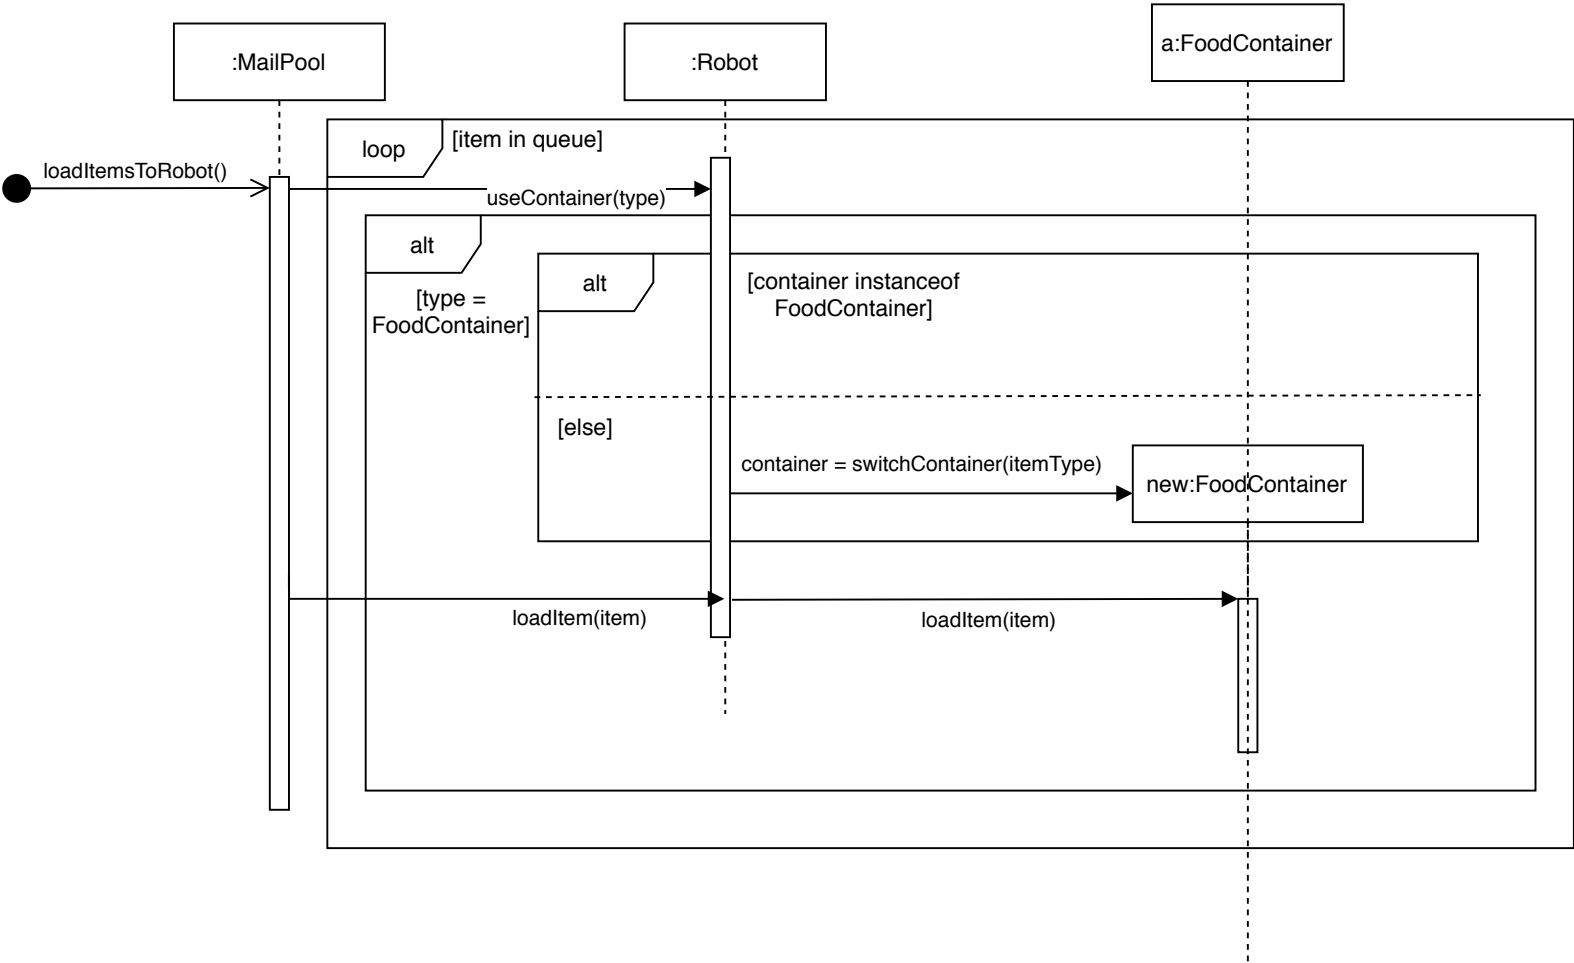 a:FoodContainer
:MailPool
:Robot
loop
[item in queue]
loadItemsToRobot()
useContainer(type)
alt
alt
[container instanceof
FoodContainer]
[type =
FoodContainer]
[else]
container = switchContainer(itemType)
new:FoodContainer
loadItem(item)
loadItem(item)